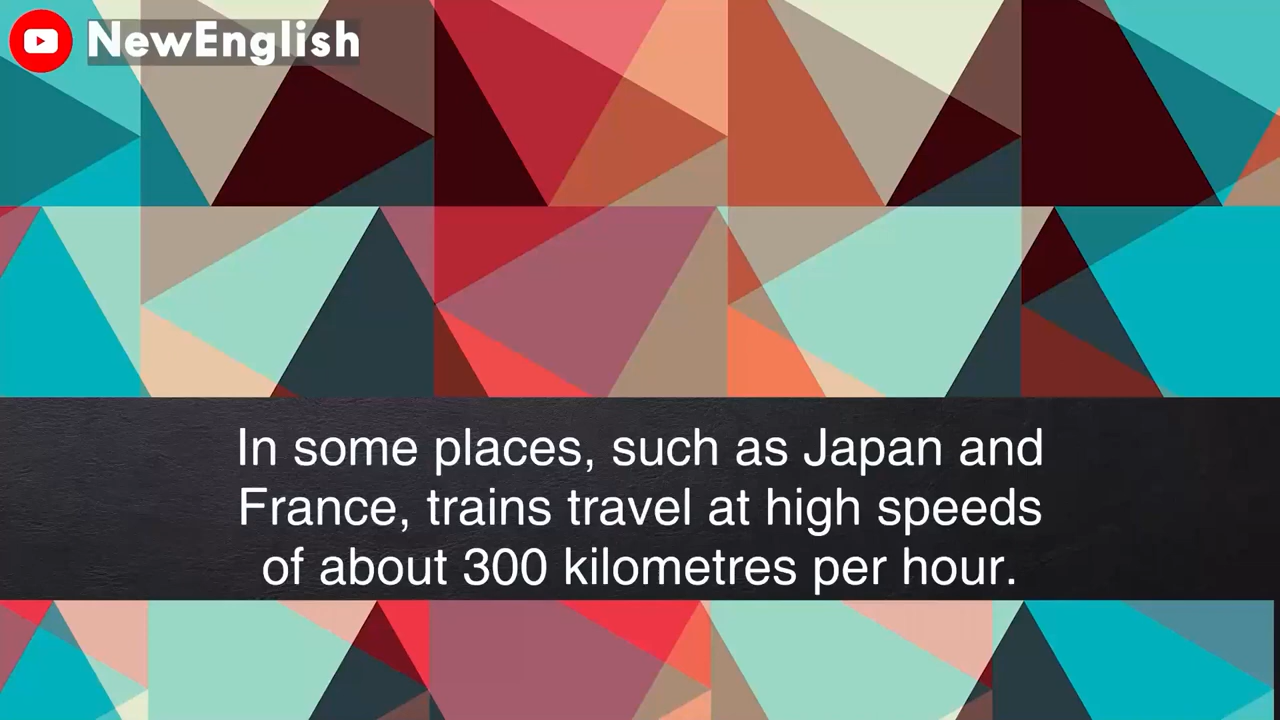 NewEnglish
In some places, such as Japan and
France, trains travel at high speeds
of about 300 kilometres per hour.